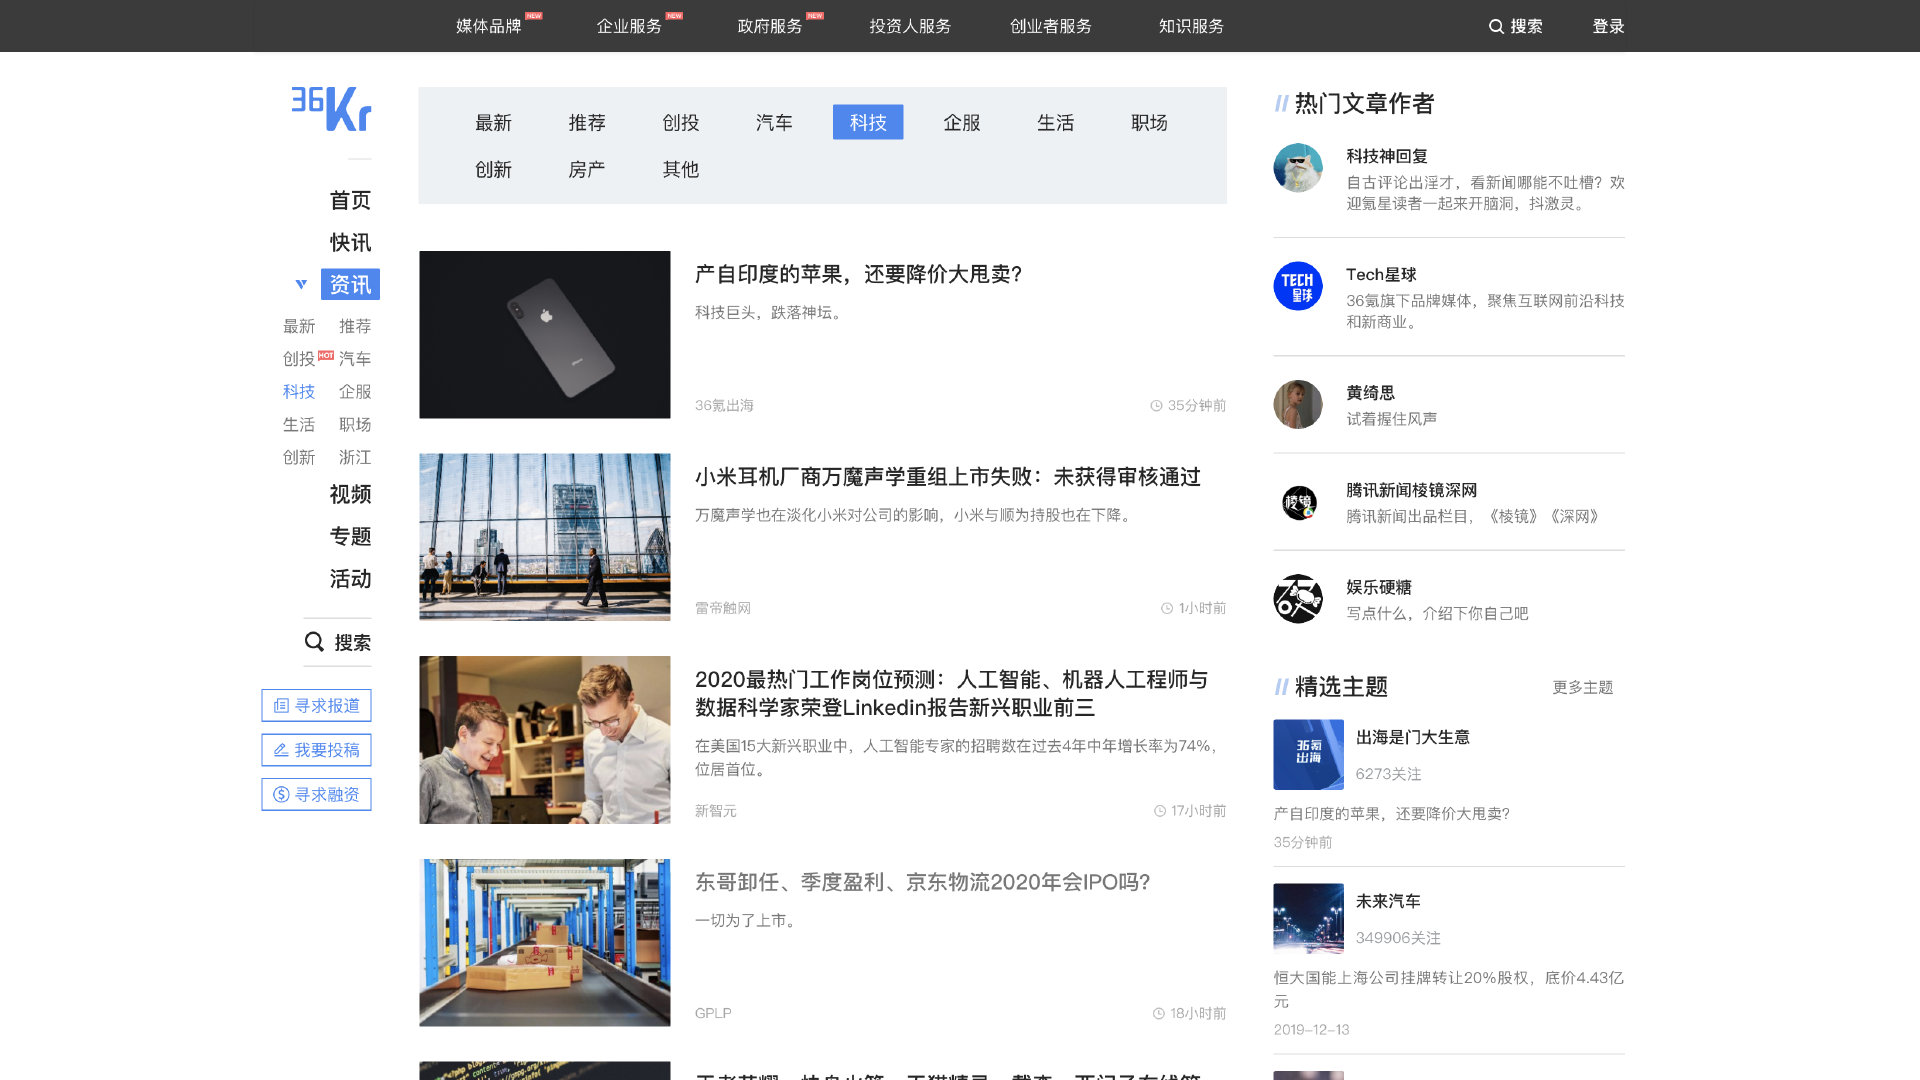 媒体品牌 NEW 企业服务 NEW 政府服务 NEW 投资人服务 创业者服务 知识服务 搜索 登录
36Kr
首页
快讯
资讯
最新 推荐
创投 HOT 汽车
科技 企服
生活 职场
创新 浙江
视频
专题
活动
搜索
寻求报道
我要投稿
寻求融资
最新 推荐 创投 汽车 科技 企服 生活 职场
创新 房产 其他
产自印度的苹果，还要降价大甩卖？
科技巨头，跌落神坛。
36氪出海 35分钟前
小米耳机厂商万魔声学重组上市失败：未获得审核通过
万魔声学也在淡化小米对公司的影响，小米与顺为持股也在下降。
雷帝触网 1小时前
2020最热门工作岗位预测：人工智能、机器人工程师与
数据科学家荣登Linkedin报告新兴职业前三
在美国15大新兴职业中，人工智能专家的招聘数在过去4年中年增长率为74%，
位居首位。
新智元 17小时前
东哥卸任、季度盈利、京东物流2020年会IPO吗？
一切为了上市。
GPLP 18小时前
热门文章作者
科技神回复
自古评论出淫才，看新闻哪能不吐槽？欢
迎氪星读者一起来开脑洞，抖激灵。
TECH
星球
Tech星球
36氪旗下品牌媒体，聚焦互联网前沿科技
和新商业。
黄绮思
试着握住风声
棱镜
腾讯新闻棱镜深网
腾讯新闻出品栏目，《棱镜》《深网》
娱乐硬糖
写点什么，介绍下你自己吧
精选主题 更多主题
36氪
出海
出海是门大生意
6273关注
产自印度的苹果，还要降价大甩卖？
35分钟前
未来汽车
349906关注
恒大国能上海公司挂牌转让20%股权，底价4.43亿
元
2019-12-13